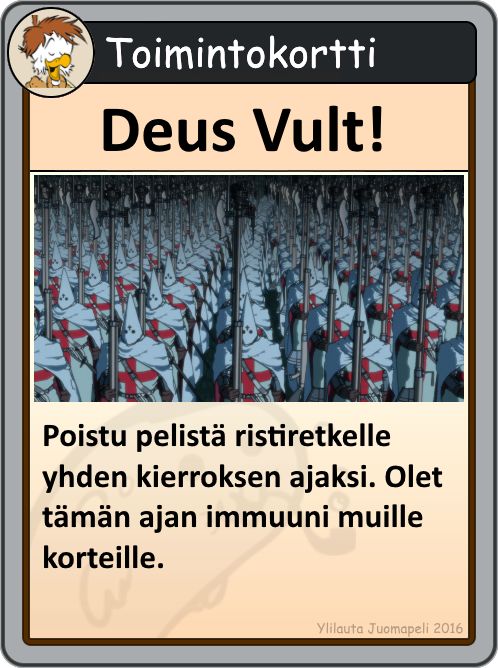 Toimintokortti
Deus Vult!
Poistu pelistä ristiretkelle
yhden kierroksen ajaksi. Olet
tämän ajan immuuni muille
korteille.
Ylilauta Juomapeli 2016